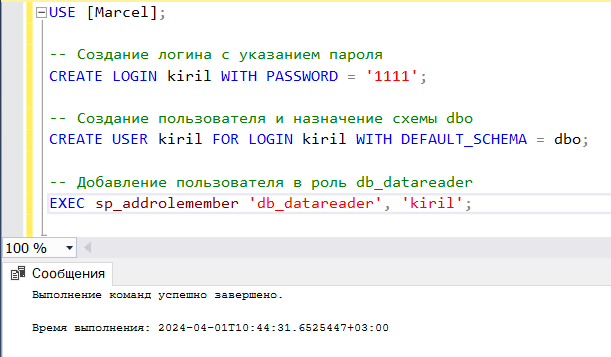 USE [Marcel];
-- Создание логина с указанием пароля
CREATE LOGIN kiril WITH PASSWORD = '1111';
-- Создание пользователя и назначение схемы dbo
CREATE USER kiril FOR LOGIN kiril WITH DEFAULT_SCHEMA = dbo;
-- Добавление пользователя в роль db_datareader
EXEC sp_addrolemember 'db_datareader', 'kiril';
100 %
Сообщения
Выполнение команд успешно завершено.
Время выполнения: 2024-04-01T10:44:31.6525447+03:00